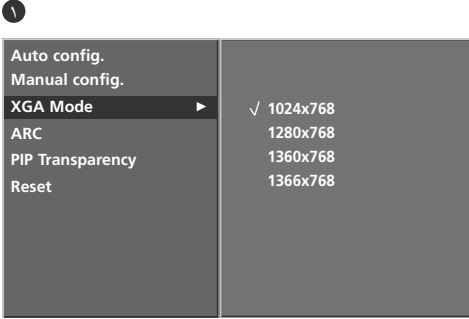 ١
Auto config.
Manual config.
XGA Mode ►
ARC
PIP Transparency
Reset
√ 1024x768
1280x768
1360x768
1366x768